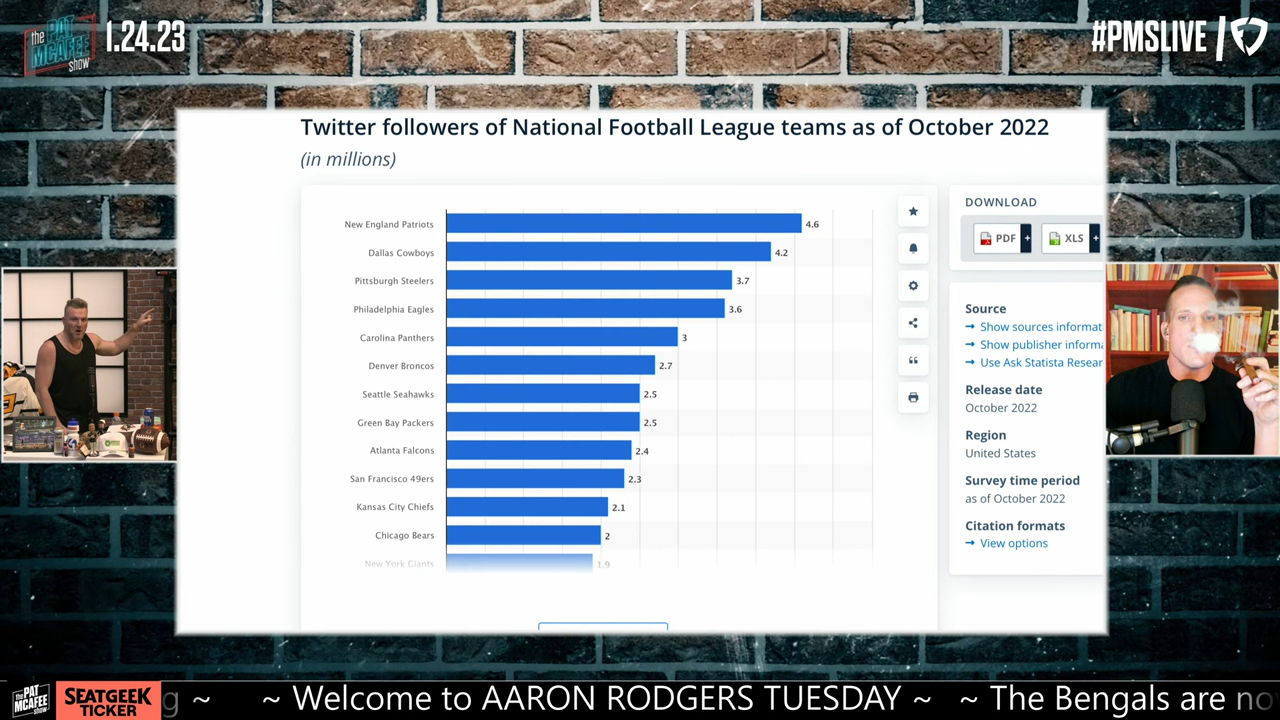 the
PAT
MCAFEE
show
1.24.23
#PMSLIVE
Twitter followers of National Football League teams as of October 2022
(in millions)
New England Patriots 4.6
Dallas Cowboys 4.2
Pittsburgh Steelers 3.7
Philadelphia Eagles 3.6
Carolina Panthers 3
Denver Broncos 2.7
Seattle Seahawks 2.5
Green Bay Packers 2.5
Atlanta Falcons 2.4
San Francisco 49ers 2.3
Kansas City Chiefs 2.1
Chicago Bears 2
New York Giants 1.9
DOWNLOAD
PDF +
XLS +
Source
→ Show sources informat
→ Show publisher informa
→ Use Ask Statista Resear
Release date
October 2022
Region
United States
Survey time period
as of October 2022
Citation formats
→ View options
the PAT
MCAFEE
show
SEATGEEK
TICKER
g ~ ~ Welcome to AARON RODGERS TUESDAY ~ ~ The Bengals are no